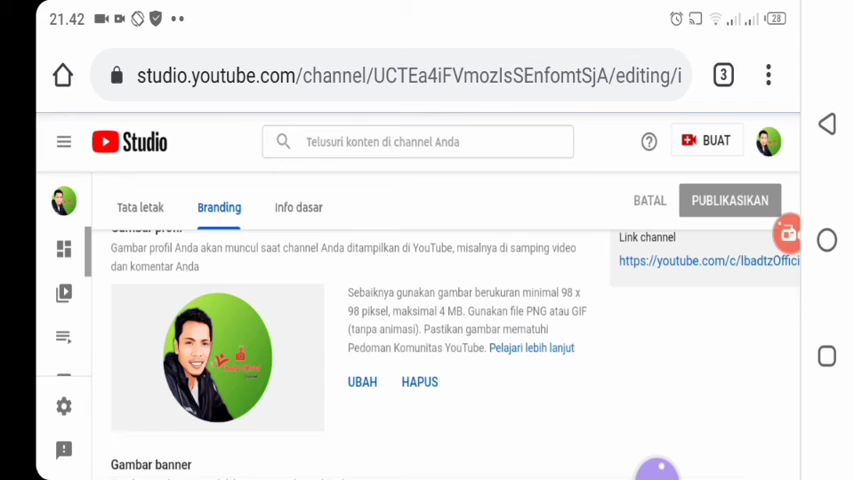 21.42
28
studio.youtube.com/channel/UCTEa4iFVmozIsSEnfomtSjA/editing/i
3
Studio
Telusuri konten di channel Anda
BUAT
Tata letak
Branding
Info dasar
BATAL
PUBLIKASIKAN
Gambar profil
Gambar profil Anda akan muncul saat channel Anda ditampilkan di YouTube, misalnya di samping video
dan komentar Anda
Link channel
https://youtube.com/c/IbadtzOffici
Sebaiknya gunakan gambar berukuran minimal 98 x
98 piksel, maksimal 4 MB. Gunakan file PNG atau GIF
(tanpa animasi). Pastikan gambar mematuhi
Pedoman Komunitas YouTube. Pelajari lebih lanjut
UBAH
HAPUS
Gambar banner